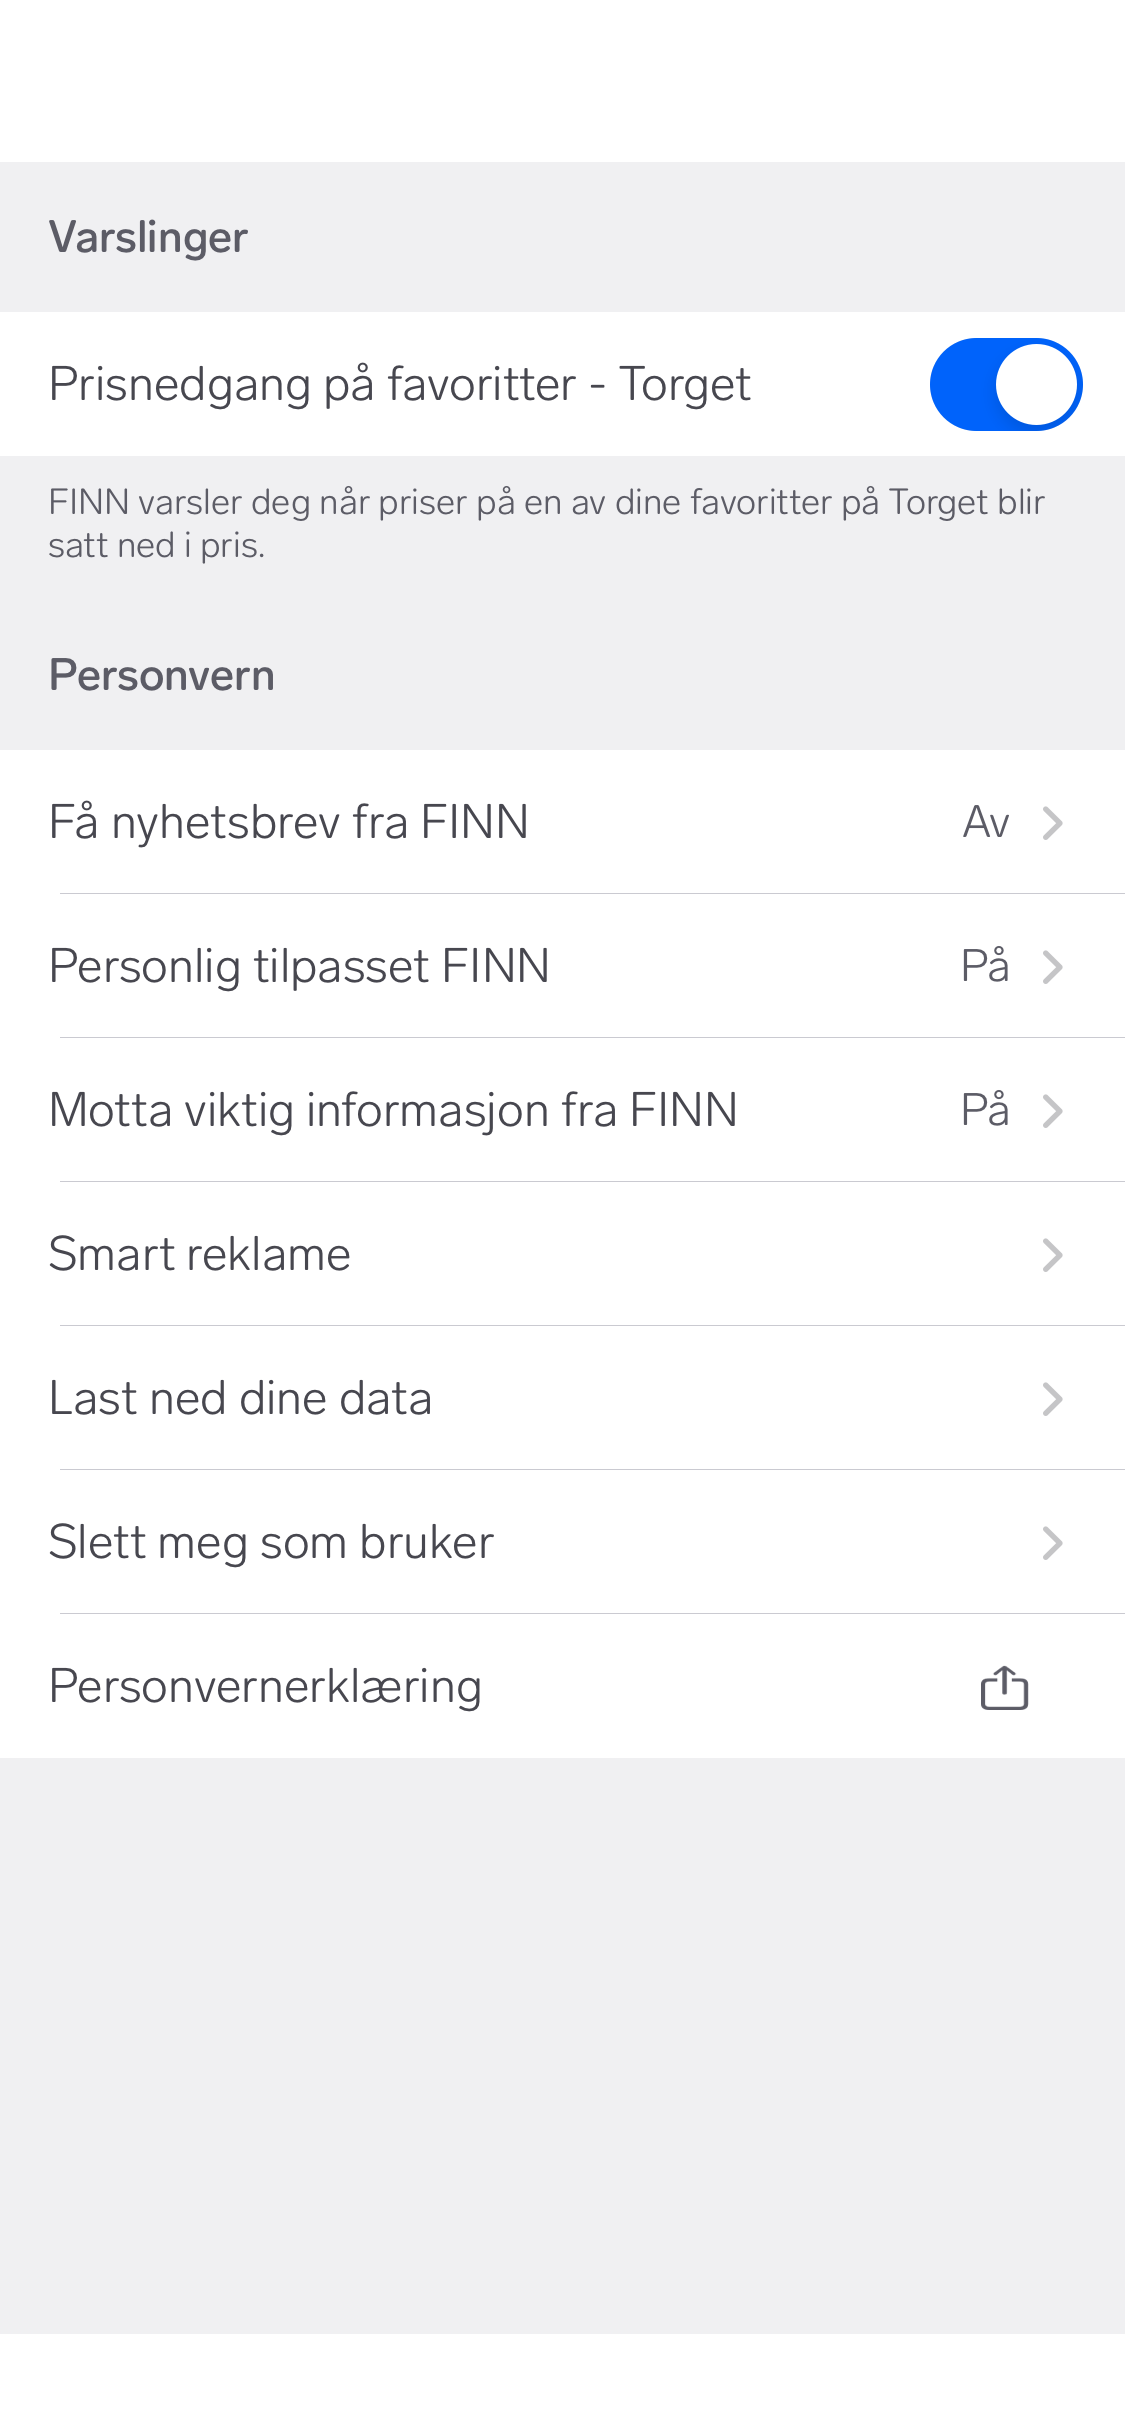 Varslinger
Prisnedgang på favoritter - Torget
FINN varsler deg når priser på en av dine favoritter på Torget blir
satt ned i pris.
Personvern
Få nyhetsbrev fra FINN Av
Personlig tilpasset FINN På
Motta viktig informasjon fra FINN På
Smart reklame
Last ned dine data
Slett meg som bruker
Personvernerklæring